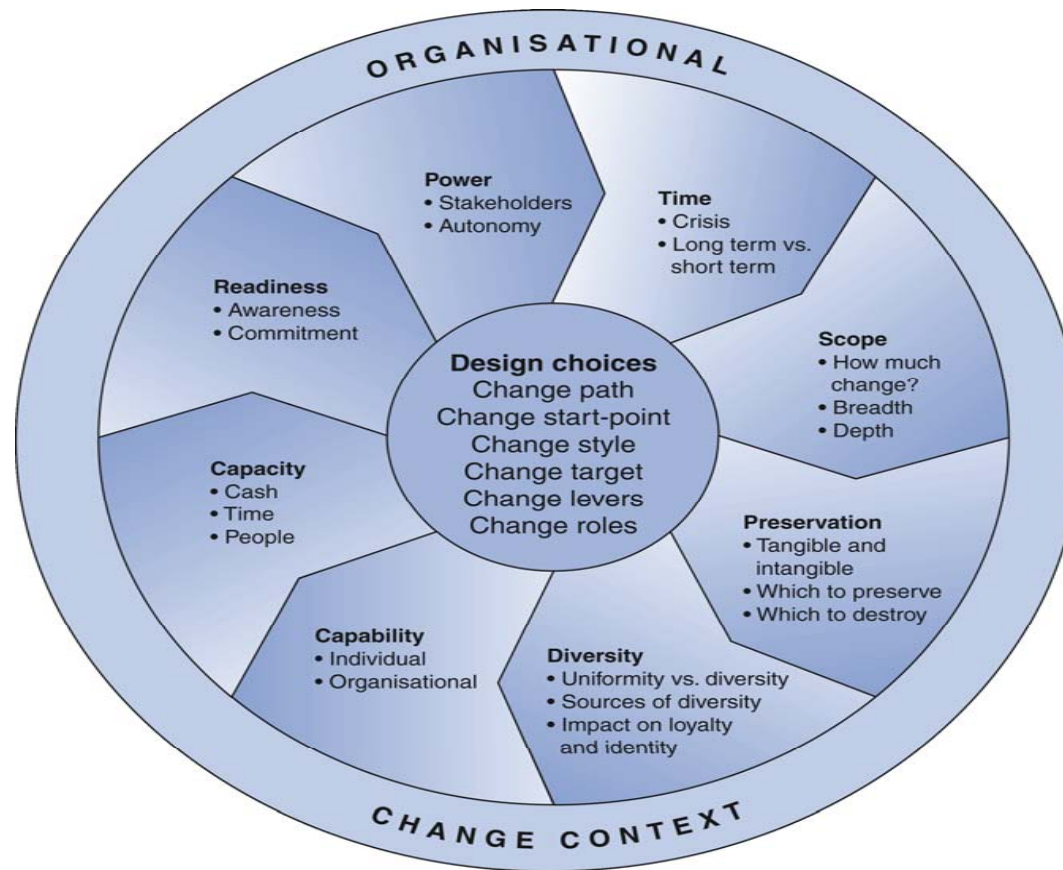 ORGANISATIONAL
Power
• Stakeholders
• Autonomy
Time
• Crisis
• Long term vs.
short term
Scope
• How much
change?
• Breadth
• Depth
Preservation
• Tangible and
intangible
• Which to preserve
• Which to destroy
Diversity
• Uniformity vs. diversity
• Sources of diversity
• Impact on loyalty
and identity
Capability
• Individual
• Organisational
Capacity
• Cash
• Time
• People
Readiness
• Awareness
• Commitment
Design choices
Change path
Change start-point
Change style
Change target
Change levers
Change roles
CHANGE CONTEXT